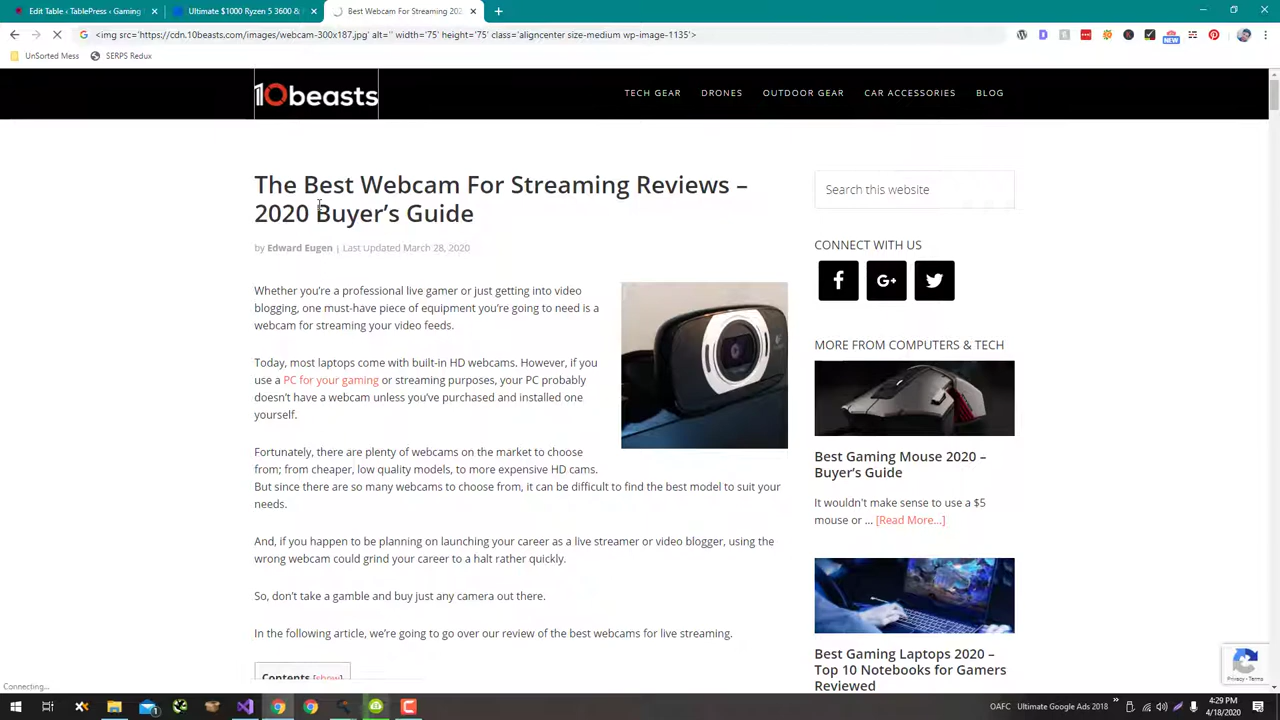 Edit Table ‹ TablePress ‹ Gaming
Ultimate $1000 Ryzen 5 3600 &
Best Webcam For Streaming 202
<img src='https://cdn.10beasts.com/images/webcam-300x187.jpg' alt='' width='75' height='75' class='aligncenter size-medium wp-image-1135'>
NEW
UnSorted Mess
SERPS Redux
10beasts
TECH GEAR
DRONES
OUTDOOR GEAR
CAR ACCESSORIES
BLOG
The Best Webcam For Streaming Reviews –
2020 Buyer's Guide
by Edward Eugen | Last Updated March 28, 2020
Whether you're a professional live gamer or just getting into video
blogging, one must-have piece of equipment you're going to need is a
webcam for streaming your video feeds.
Today, most laptops come with built-in HD webcams. However, if you
use a PC for your gaming or streaming purposes, your PC probably
doesn't have a webcam unless you've purchased and installed one
yourself.
Fortunately, there are plenty of webcams on the market to choose
from; from cheaper, low quality models, to more expensive HD cams.
But since there are so many webcams to choose from, it can be difficult to find the best model to suit your
needs.
And, if you happen to be planning on launching your career as a live streamer or video blogger, using the
wrong webcam could grind your career to a halt rather quickly.
So, don't take a gamble and buy just any camera out there.
In the following article, we're going to go over our review of the best webcams for live streaming.
Contents [show]
Search this website
CONNECT WITH US
G+
MORE FROM COMPUTERS & TECH
Best Gaming Mouse 2020 –
Buyer's Guide
It wouldn't make sense to use a $5
mouse or ... [Read More...]
Best Gaming Laptops 2020 –
Top 10 Notebooks for Gamers
Reviewed
Privacy - Terms
Connecting...
OAFC
Ultimate Google Ads 2018
4:29 PM
4/18/2020